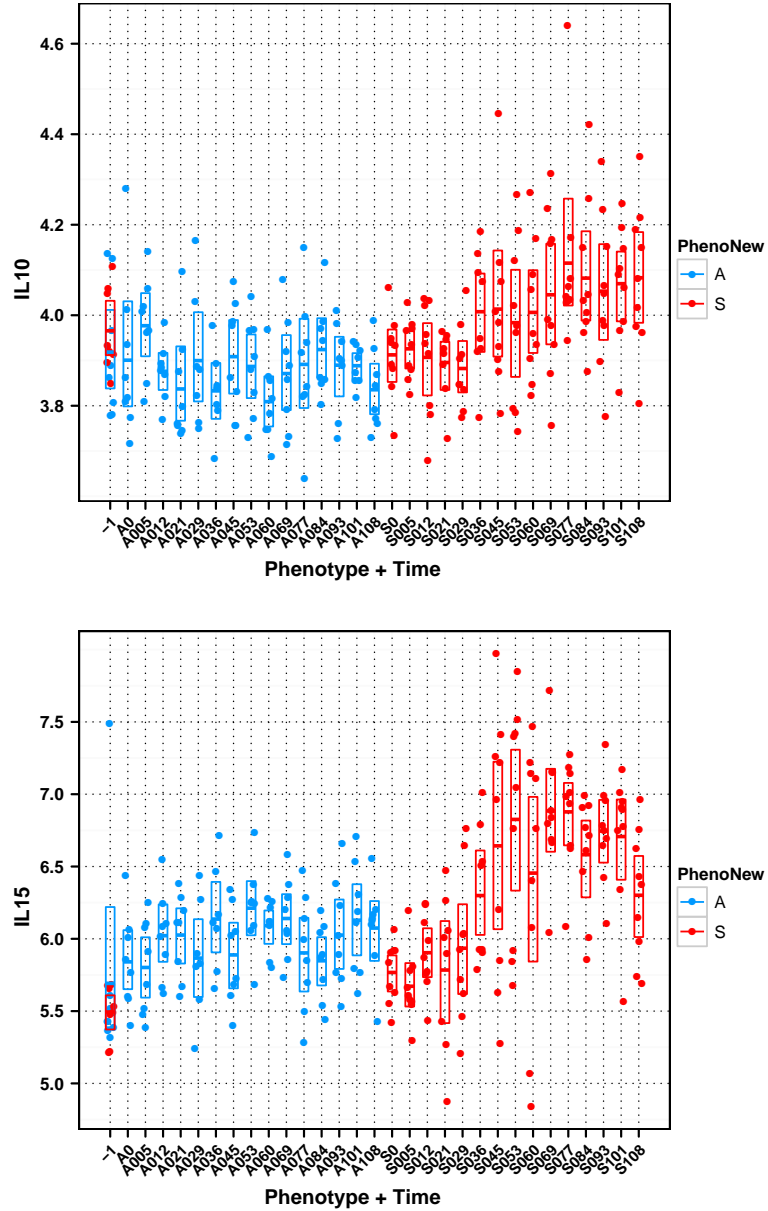 4.6
4.4
4.2
4.0
3.8
IL10
−1 A0 A005 A012 A021 A029 A036 A045 A053 A060 A069 A077 A084 A093 A101 A108 S0 S005 S012 S021 S029 S036 S045 S053 S060 S069 S077 S084 S093 S101 S108
Phenotype + Time
PhenoNew
A
S
7.5
7.0
6.5
6.0
5.5
5.0
IL15
−1 A0 A005 A012 A021 A029 A036 A045 A053 A060 A069 A077 A084 A093 A101 A108 S0 S005 S012 S021 S029 S036 S045 S053 S060 S069 S077 S084 S093 S101 S108
Phenotype + Time
PhenoNew
A
S